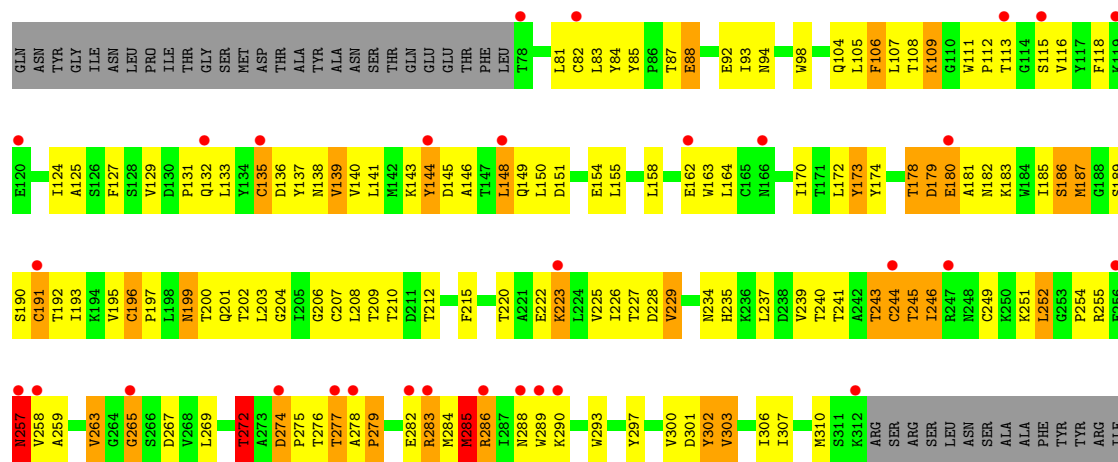 GLN ASN TYR GLY ILE ASN LEU PRO ILE THR GLY SER MET ASP THR ALA TYR ALA ASN SER THR GLN GLU GLU THR PHE LEU T78 L81 C82 L83 Y84 Y85 P86 T87 E88 E92 I93 N94 W98 Q104 L105 F106 L107 T108 K109 G110 W111 P112 T113 G114 S115 V116 Y117 F118 K119
E120 I124 A125 S126 F127 S128 V129 D130 P131 Q132 L133 Y134 C135 D136 Y137 N138 V139 V140 L141 M142 K143 Y144 D145 A146 T147 L148 Q149 L150 D151 E154 L155 L158 E162 W163 L164 C165 N166 I170 T171 L172 Y173 Y174 T178 D179 E180 A181 N182 K183 W184 I185 S186 M187 G188 S189
S190 C191 T192 I193 K194 V195 C196 P197 L198 N199 T200 Q201 T202 L203 G204 I205 G206 C207 L208 T209 T210 D211 T212 F215 T220 A221 E222 K223 L224 V225 I226 T227 D228 V229 N234 H235 K236 L237 D238 V239 T240 T241 A242 T243 C244 T245 I246 R247 N248 C249 K250 K251 L252 G253 P254 R255 E256
N257 V258 A259 V263 G264 G265 S266 D267 V268 L269 T272 A273 D274 P275 T276 T277 A278 P279 E282 R283 M284 M285 R286 I287 N288 W289 K290 W293 Y297 V300 D301 Y302 V303 I306 I307 N310 S311 K312 ARG SER ARG SER LEU ASN SER ALA ALA PHE TYR TYR ARG ILE